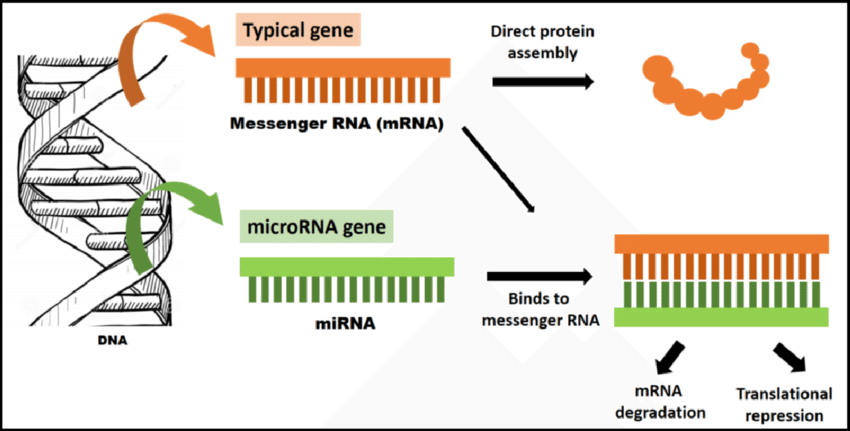 Typical gene
Direct protein
assembly
Messenger RNA (mRNA)
microRNA gene
miRNA
Binds to
messenger RNA
DNA
mRNA
degradation
Translational
repression